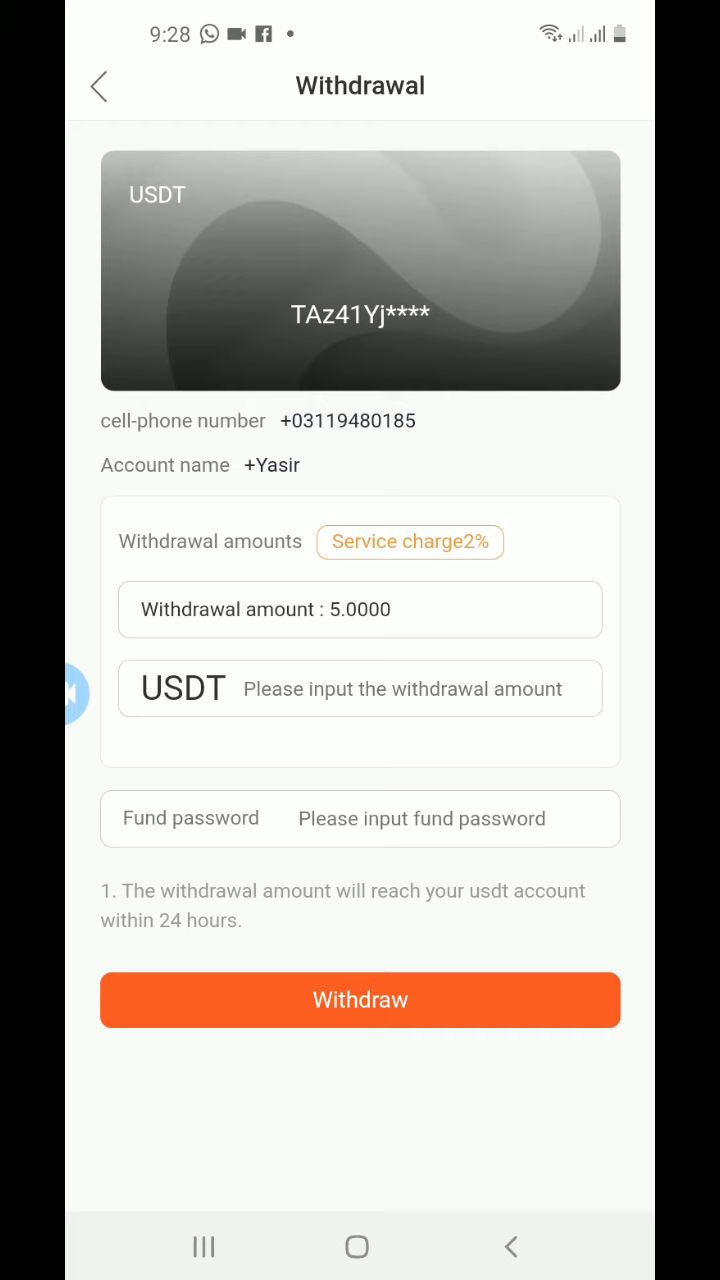 9:28
Withdrawal
USDT
TAz41Yj****
cell-phone number +03119480185
Account name +Yasir
Withdrawal amounts Service charge2%
Withdrawal amount : 5.0000
USDT Please input the withdrawal amount
Fund password Please input fund password
1. The withdrawal amount will reach your usdt account
within 24 hours.
Withdraw